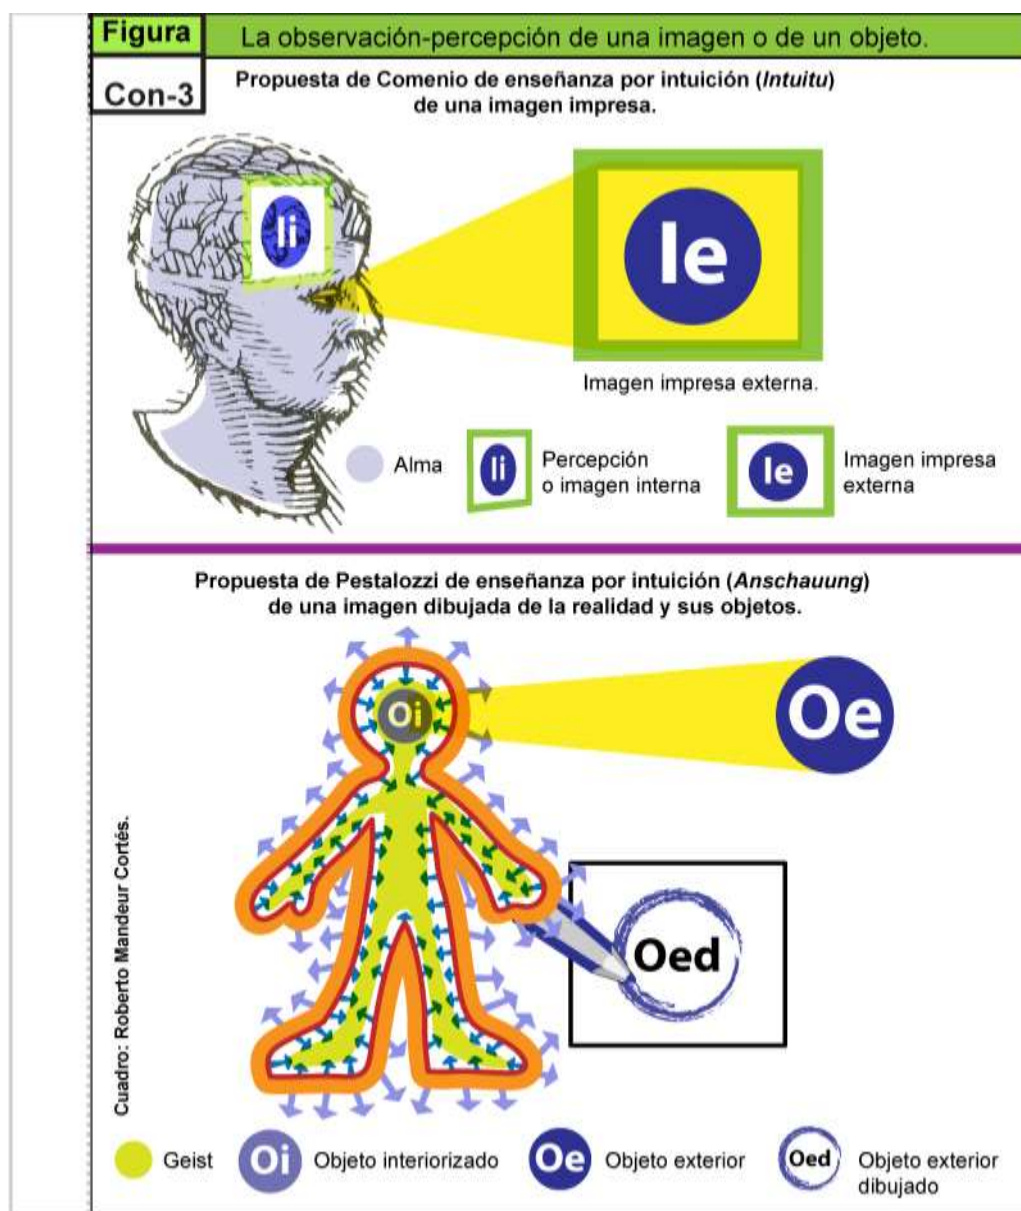 Figura
La observación-percepción de una imagen o de un objeto.
Con-3
Propuesta de Comenio de enseñanza por intuición (Intuitu)
de una imagen impresa.
Ii
Ie
Imagen impresa externa.
Alma
Ii
Percepción
o imagen interna
Ie
Imagen impresa
externa
Propuesta de Pestalozzi de enseñanza por intuición (Anschauung)
de una imagen dibujada de la realidad y sus objetos.
Oi
Oe
Oed
Cuadro: Roberto Mandeur Cortés.
Geist
Oi
Objeto interiorizado
Oe
Objeto exterior
Oed
Objeto exterior
dibujado